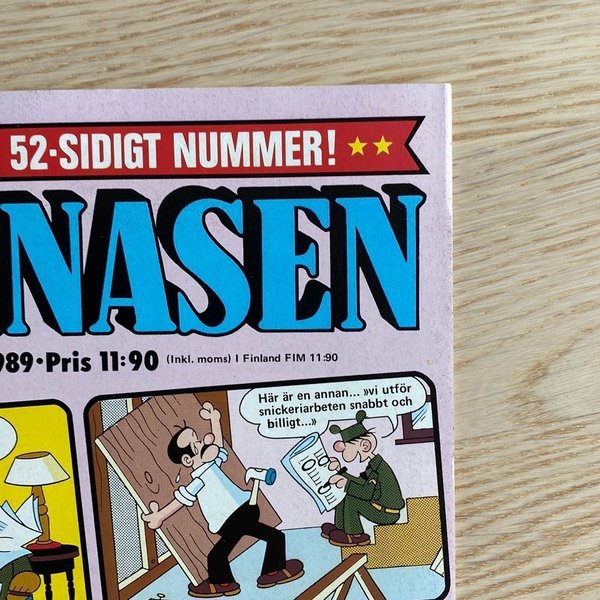 52-SIDIGT NUMMER!
NASEN
989•Pris 11:90 (Inkl. moms) I Finland FIM 11:90
Här är en annan... »vi utför
snickeriarbeten snabbt och
billigt...»